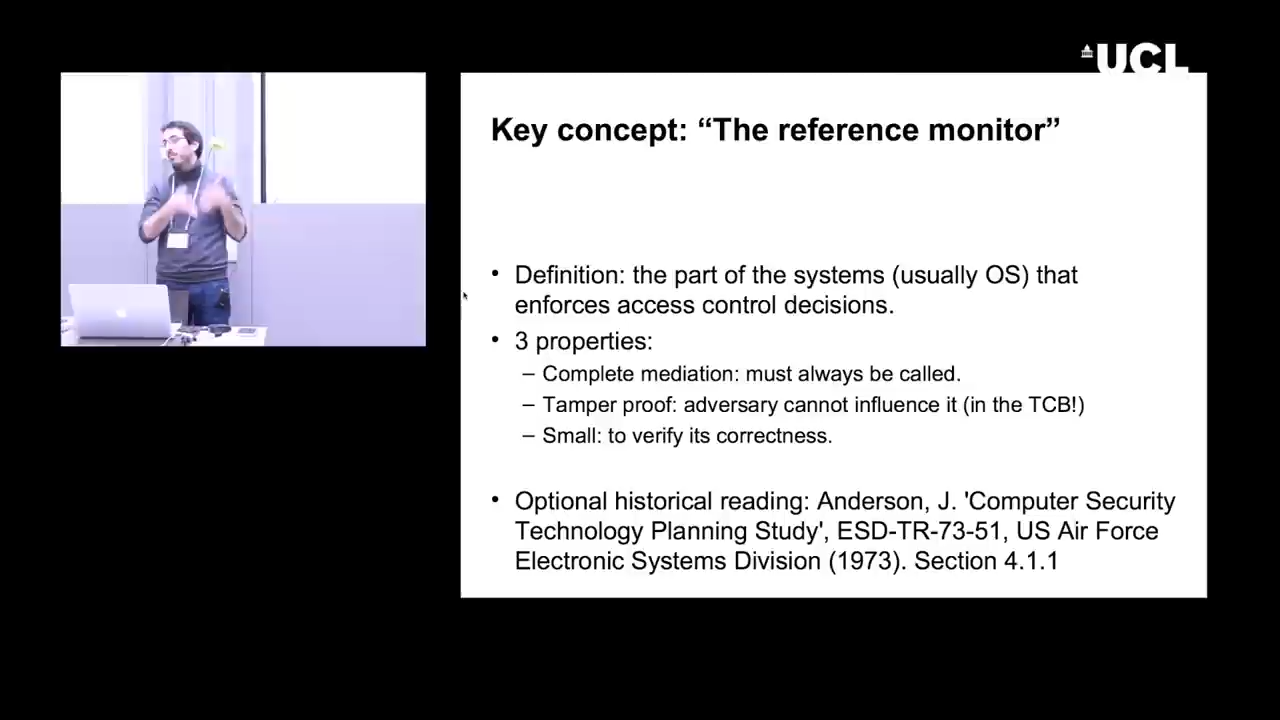 UCL
Key concept: “The reference monitor”
• Definition: the part of the systems (usually OS) that
enforces access control decisions.
• 3 properties:
– Complete mediation: must always be called.
– Tamper proof: adversary cannot influence it (in the TCB!)
– Small: to verify its correctness.
• Optional historical reading: Anderson, J. 'Computer Security
Technology Planning Study', ESD-TR-73-51, US Air Force
Electronic Systems Division (1973). Section 4.1.1